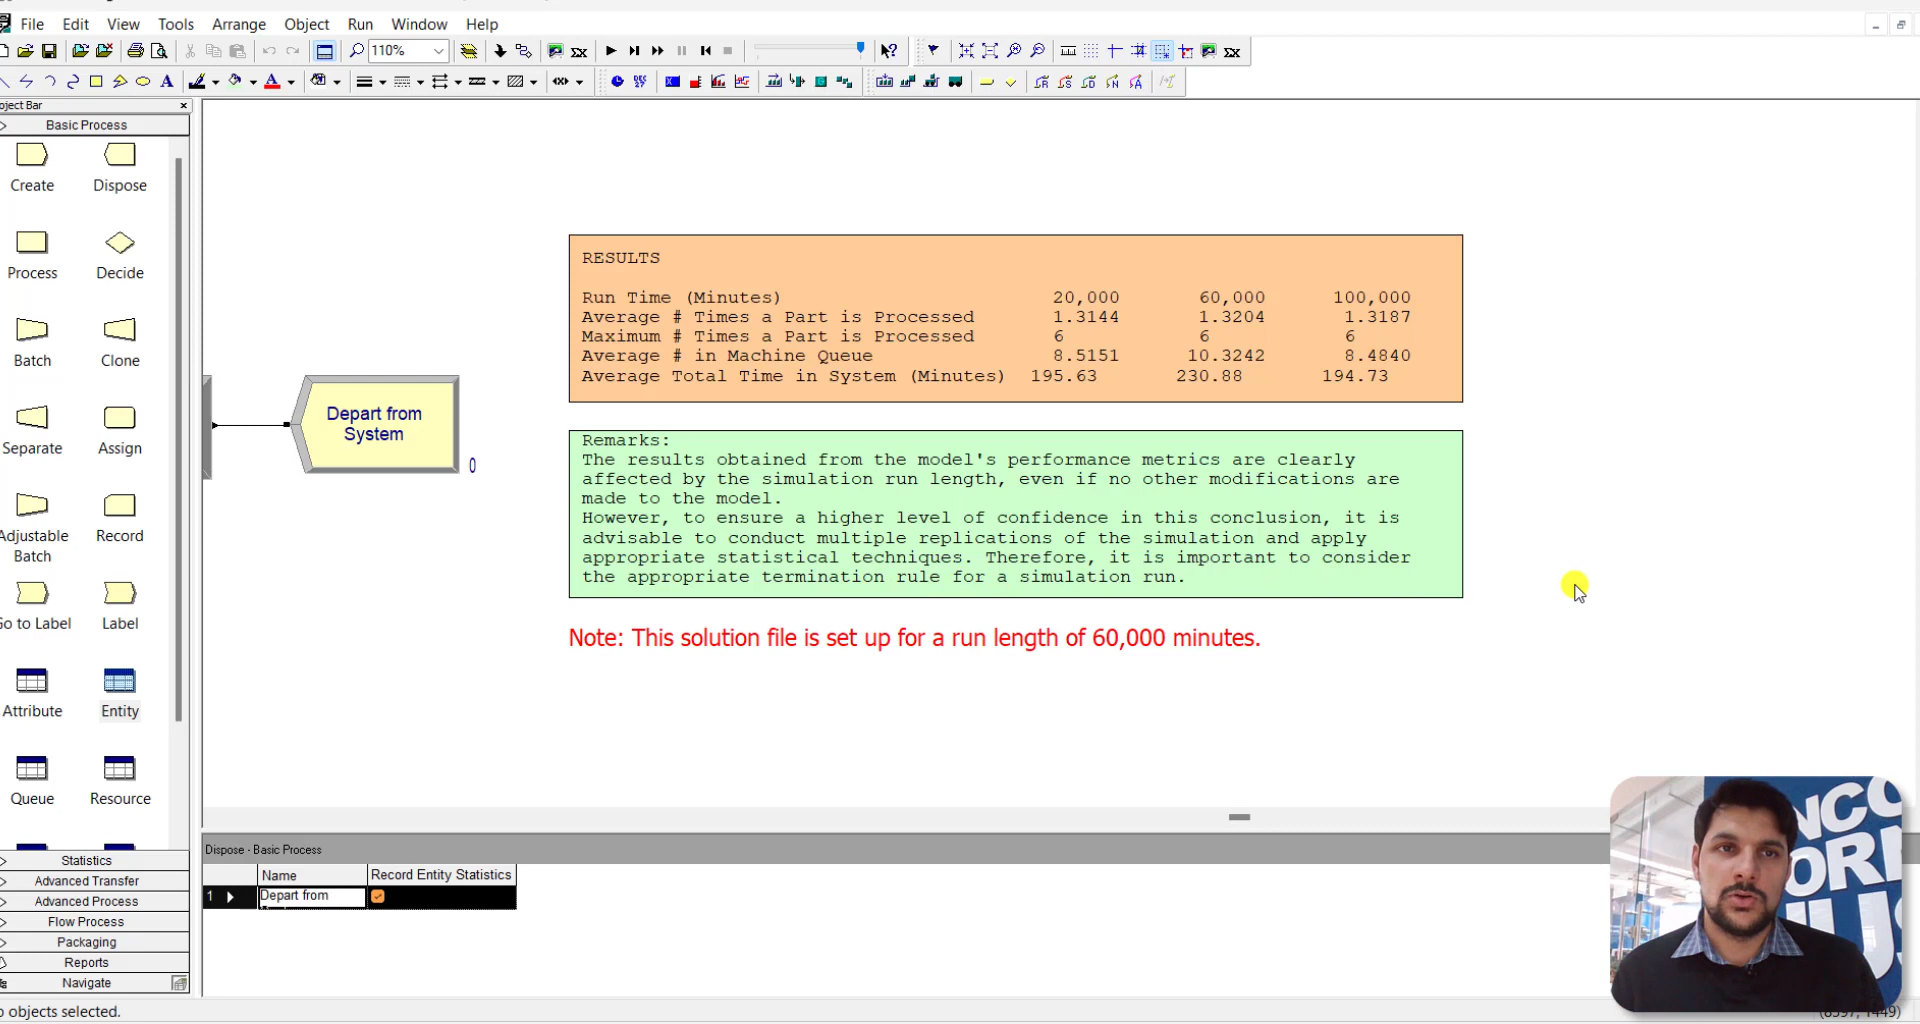 File Edit View Tools Arrange Object Run Window Help
110%
Basic Process
Create Dispose
Process Decide
Batch Clone
Separate Assign
Adjustable Batch Record
Label
Attribute Entity
Queue Resource
Statistics
Advanced Transfer
Advanced Process
Flow Process
Packaging
Reports
Navigate
Depart from
System
0
RESULTS
Run Time (Minutes) 20,000 60,000 100,000
Average # Times a Part is Processed 1.3144 1.3204 1.3187
Maximum # Times a Part is Processed 6 6 6
Average # in Machine Queue 8.5151 10.3242 8.4840
Average Total Time in System (Minutes) 195.63 230.88 194.73
Remarks:
The results obtained from the model's performance metrics are clearly
affected by the simulation run length, even if no other modifications are
made to the model.
However, to ensure a higher level of confidence in this conclusion, it is
advisable to conduct multiple replications of the simulation and apply
appropriate statistical techniques. Therefore, it is important to consider
the appropriate termination rule for a simulation run.
Note: This solution file is set up for a run length of 60,000 minutes.
Dispose - Basic Process
Name Record Entity Statistics
1 Depart from
objects selected.